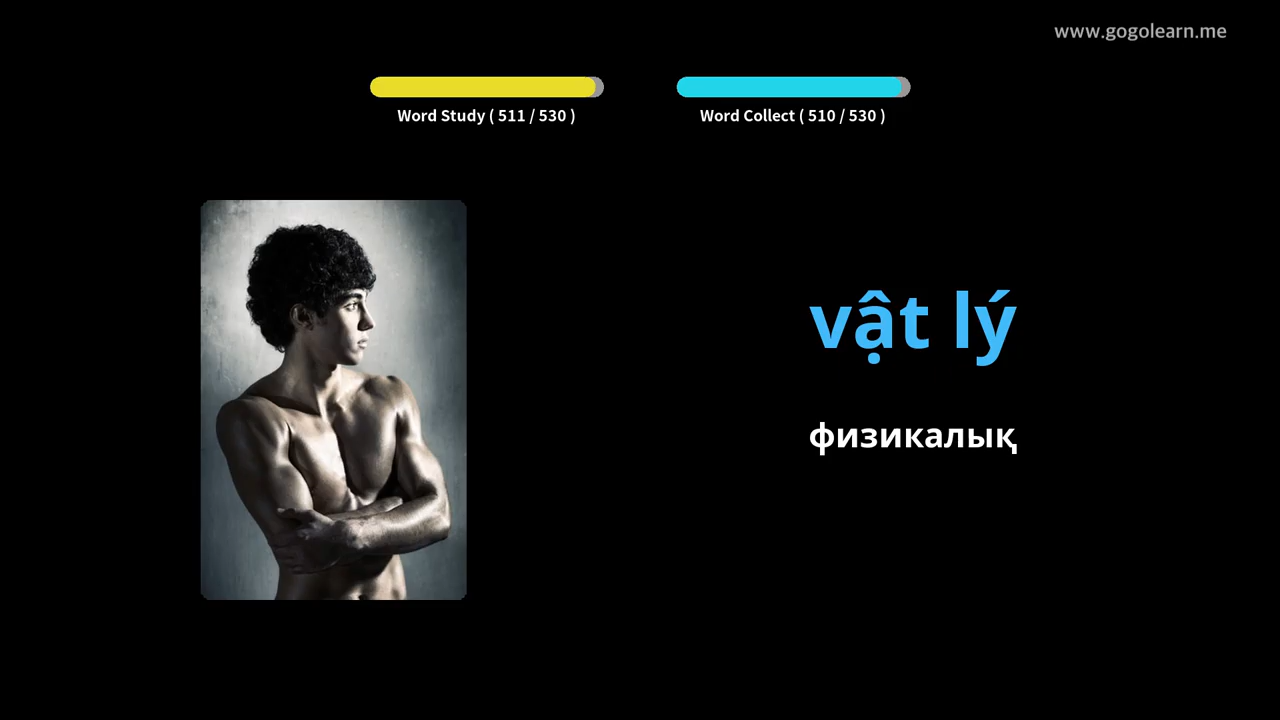 www.gogolearn.me
Word Study ( 511 / 530 )
Word Collect ( 510 / 530 )
vật lý
физикалық